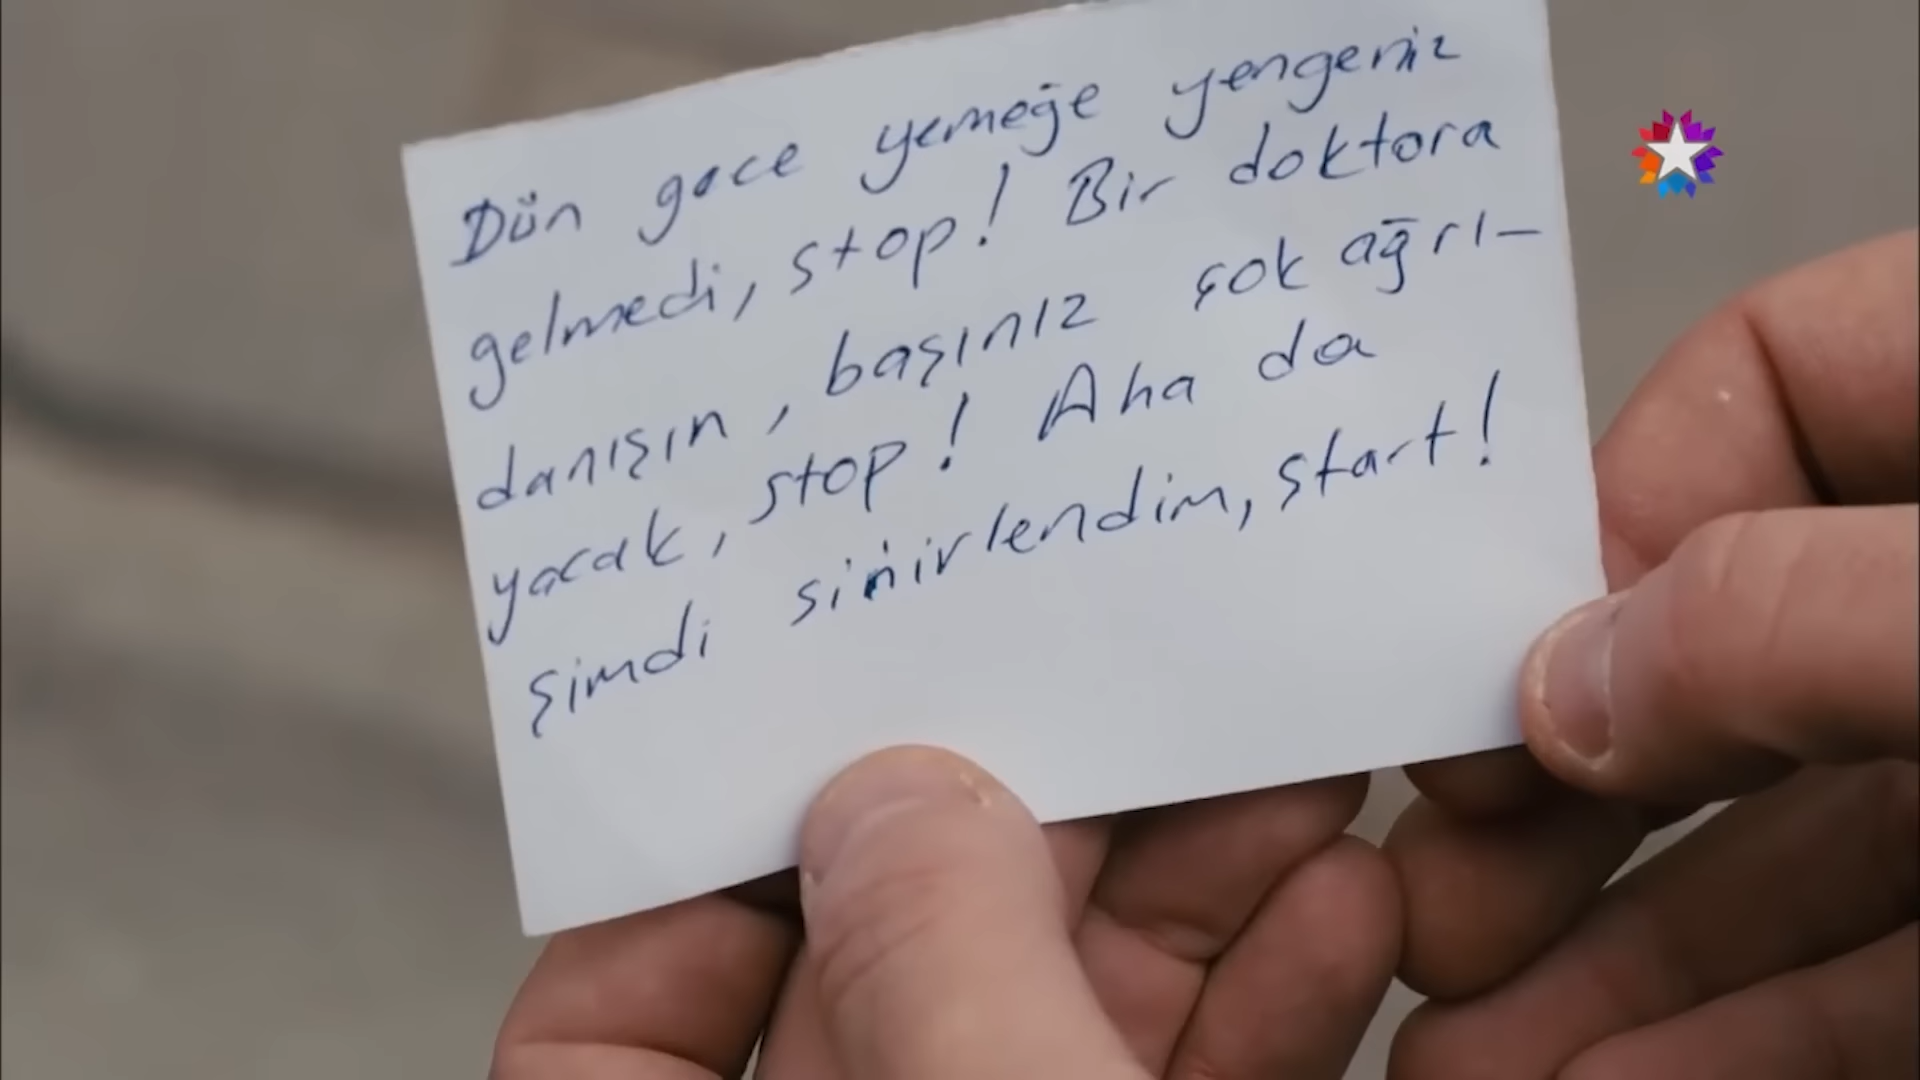 Dün gece yemeğe yengeniz
gelmedi, stop! Bir doktora
danışın, başınız çok ağrı-
yacak, stop! Aha da
şimdi sinirlendim, start!